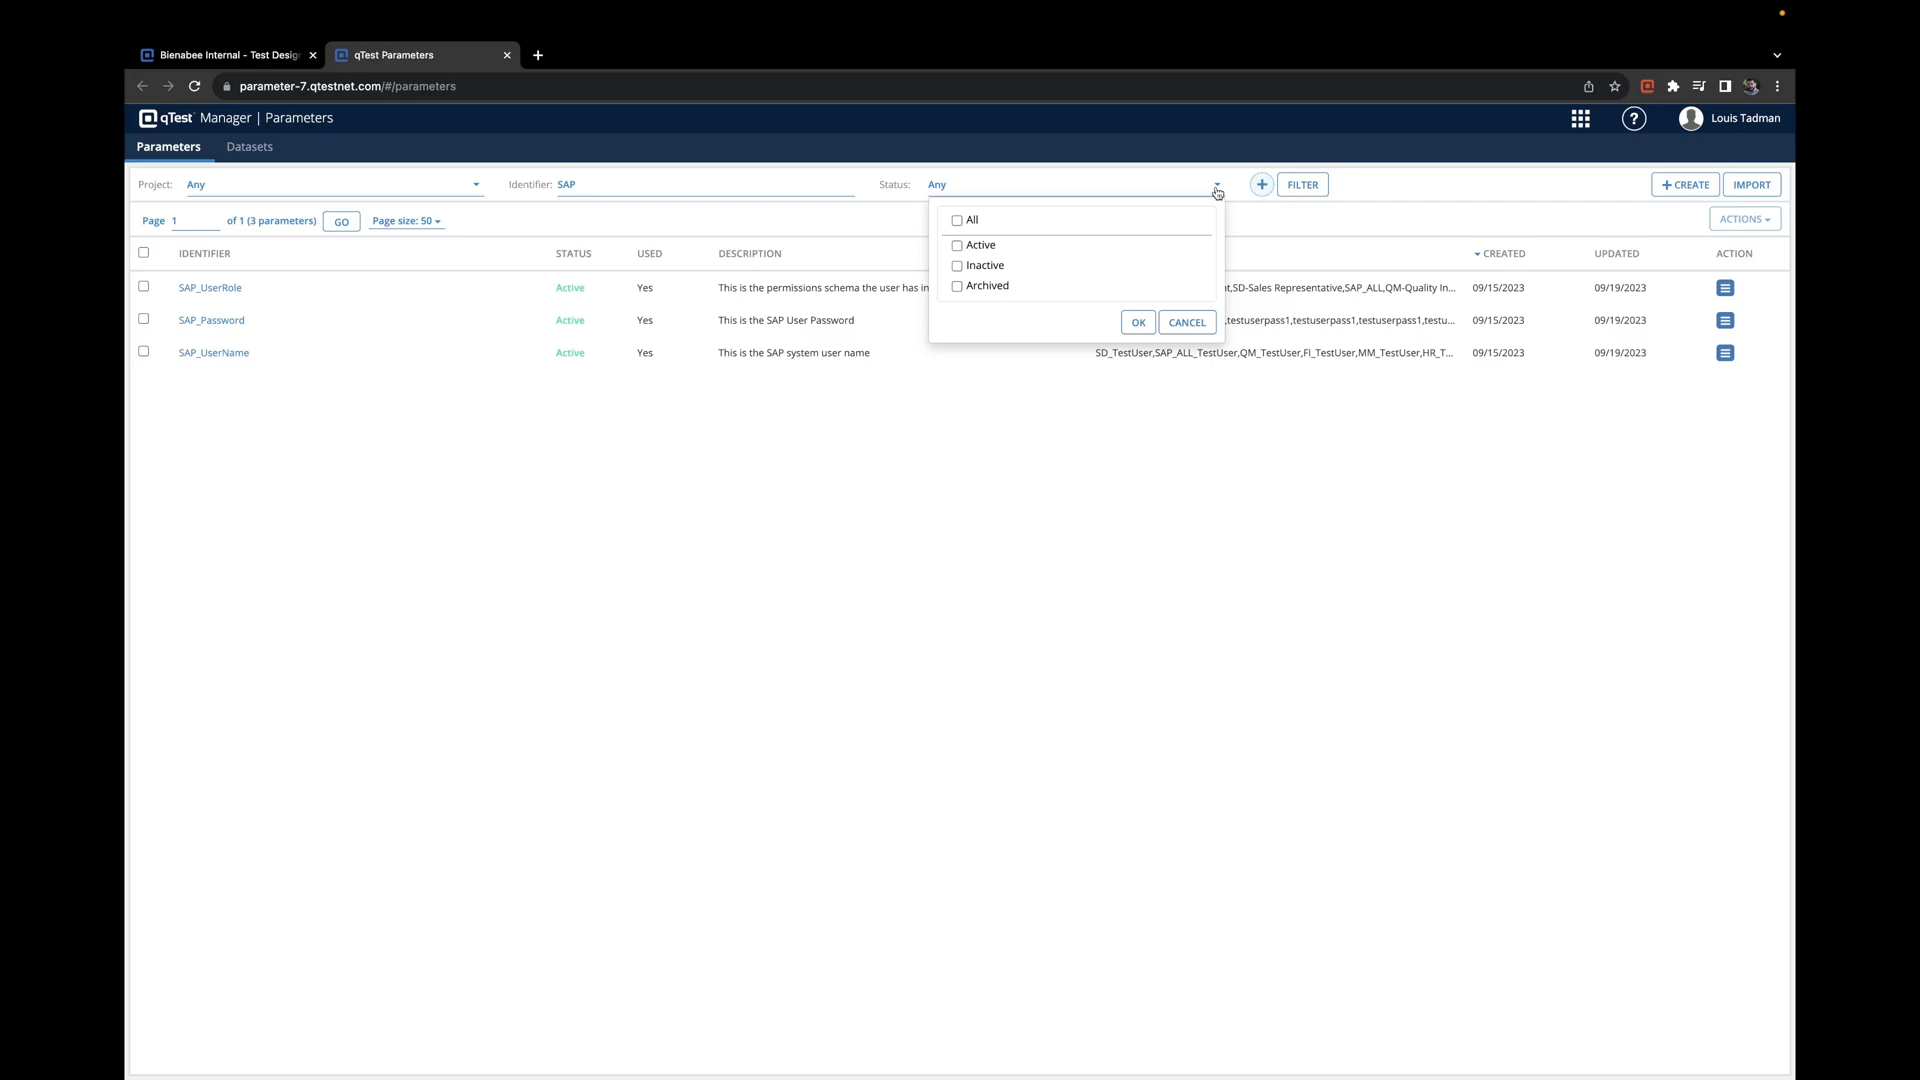 Bienabee Internal - Test Desig
qTest Parameters
parameter-7.qtestnet.com/#/parameters
qTest Manager | Parameters
Louis Tadman
Parameters Datasets
Project: Any Identifier: SAP Status: Any + FILTER + CREATE IMPORT
Page 1 of 1 (3 parameters) GO Page size: 50 ACTIONS
All
Active
Inactive
Archived
OK CANCEL
IDENTIFIER STATUS USED DESCRIPTION CREATED UPDATED ACTION
SAP_UserRole Active Yes This is the permissions schema the user has in t,SD-Sales Representative,SAP_ALL,QM-Quality In... 09/15/2023 09/19/2023
SAP_Password Active Yes This is the SAP User Password ,testuserpass1,testuserpass1,testuserpass1,testu... 09/15/2023 09/19/2023
SAP_UserName Active Yes This is the SAP system user name SD_TestUser,SAP_ALL_TestUser,QM_TestUser,FI_TestUser,MM_TestUser,HR_T... 09/15/2023 09/19/2023